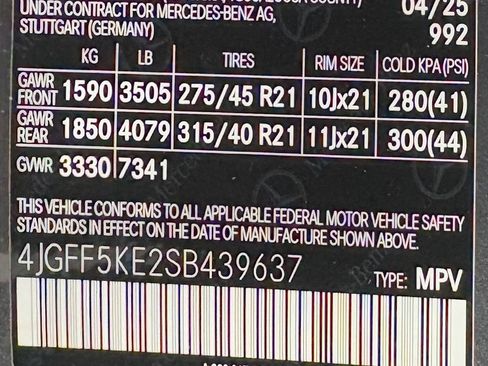 UNDER CONTRACT FOR MERCEDES-BENZ AG, 04/25
STUTTGART (GERMANY) 992
KG LB TIRES RIM SIZE COLD KPA (PSI)
GAWR FRONT 1590 3505 275/45 R21 10Jx21 280(41)
GAWR REAR 1850 4079 315/40 R21 11Jx21 300(44)
GVWR 3330 7341
THIS VEHICLE CONFORMS TO ALL APPLICABLE FEDERAL MOTOR VEHICLE SAFETY
STANDARDS IN EFFECT ON THE DATE OF MANUFACTURE SHOWN ABOVE.
4JGFF5KE2SB439637
TYPE: MPV